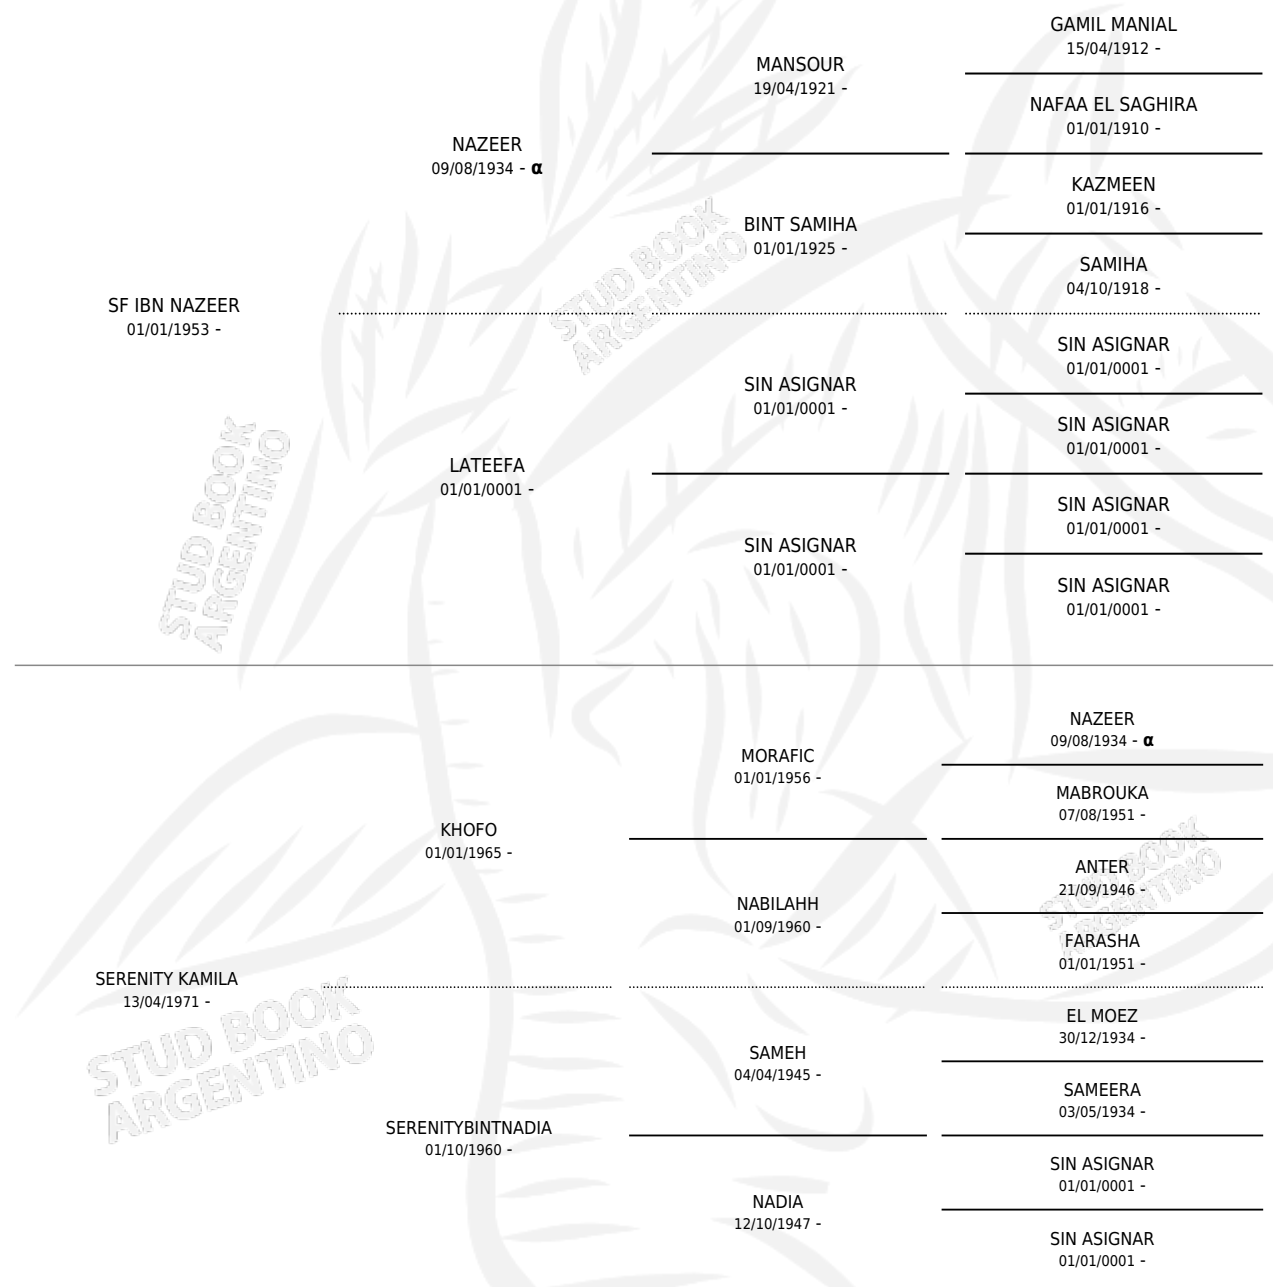 GAMIL MANIAL
15/04/1912 -
MANSOUR
19/04/1921 -
NAFAA EL SAGHIRA
01/01/1910 -
NAZEER
09/08/1934 - α
KAZMEEN
01/01/1916 -
BINT SAMIHA
01/01/1925 -
SAMIHA
04/10/1918 -
SF IBN NAZEER
01/01/1953 -
SIN ASIGNAR
01/01/0001 -
SIN ASIGNAR
01/01/0001 -
SIN ASIGNAR
01/01/0001 -
LATEEFA
01/01/0001 -
SIN ASIGNAR
01/01/0001 -
SIN ASIGNAR
01/01/0001 -
SIN ASIGNAR
01/01/0001 -
STUD BOOK
ARGENTINO
STUD BOOK
ARGENTINO
NAZEER
09/08/1934 - α
MORAFIC
01/01/1956 -
MABROUKA
07/08/1951 -
KHOFO
01/01/1965 -
ANTER
21/09/1946 -
NABILAHH
01/09/1960 -
FARASHA
01/01/1951 -
SERENITY KAMILA
13/04/1971 -
EL MOEZ
30/12/1934 -
SAMEH
04/04/1945 -
SAMEERA
03/05/1934 -
SERENITYBINTNADIA
01/10/1960 -
SIN ASIGNAR
01/01/0001 -
NADIA
12/10/1947 -
SIN ASIGNAR
01/01/0001 -
STUD BOOK
ARGENTINO
STUD BOOK
ARGENTINO